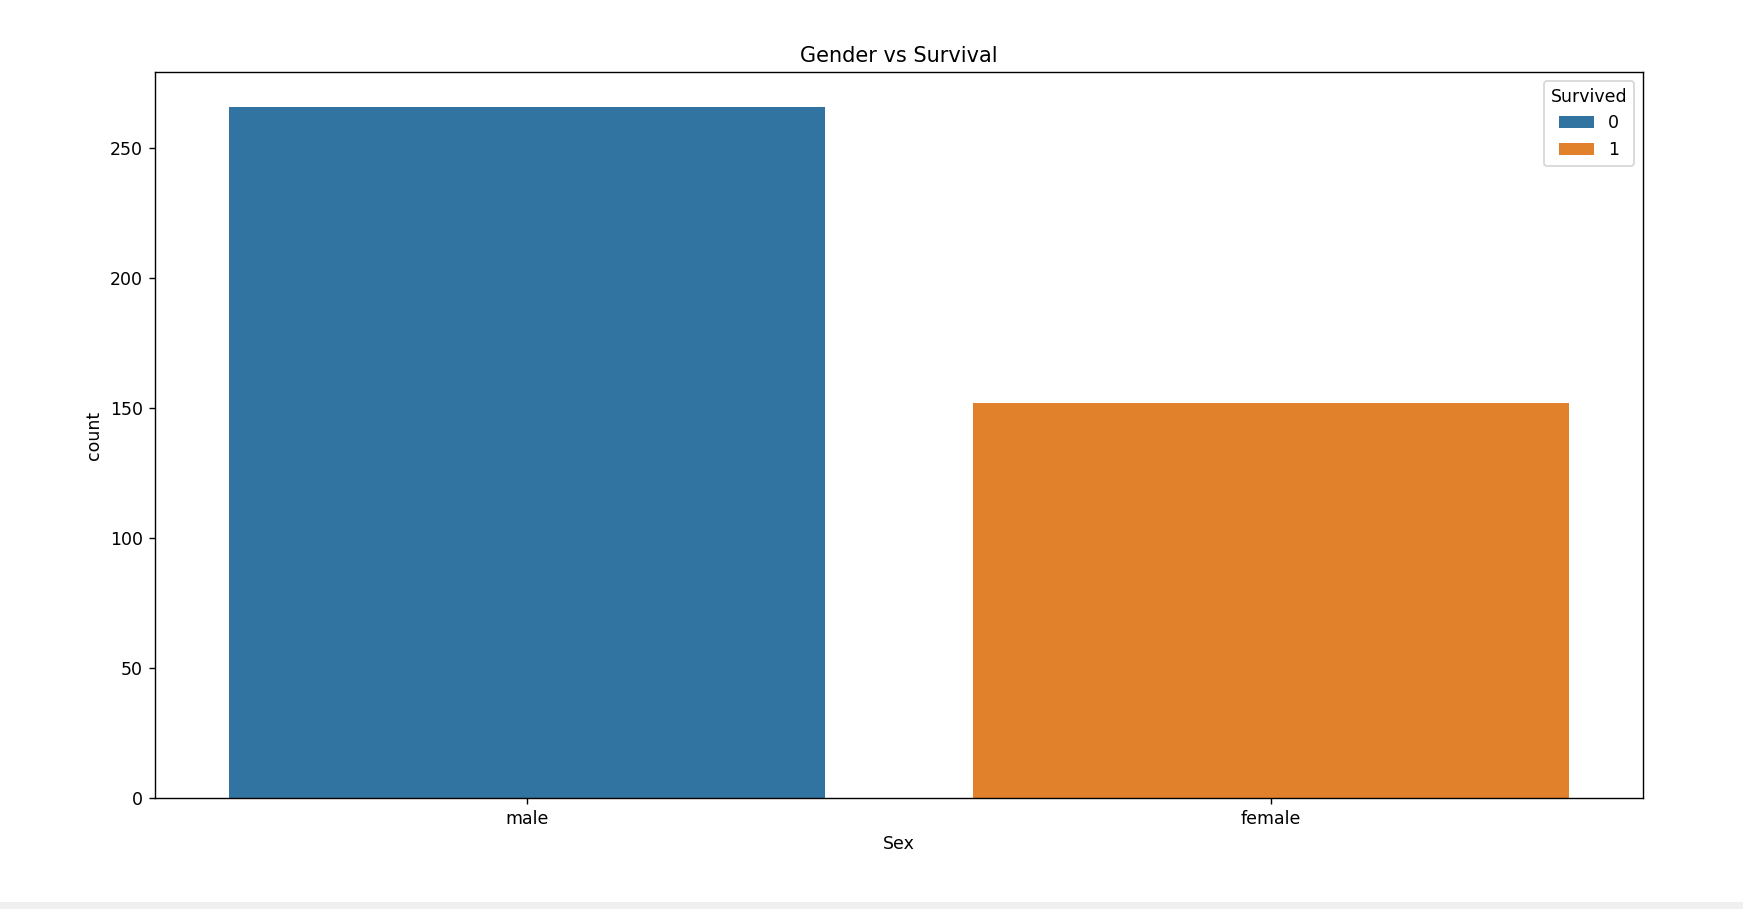 Gender vs Survival
Survived
0
1
250
200
150
100
50
0
count
male
female
Sex